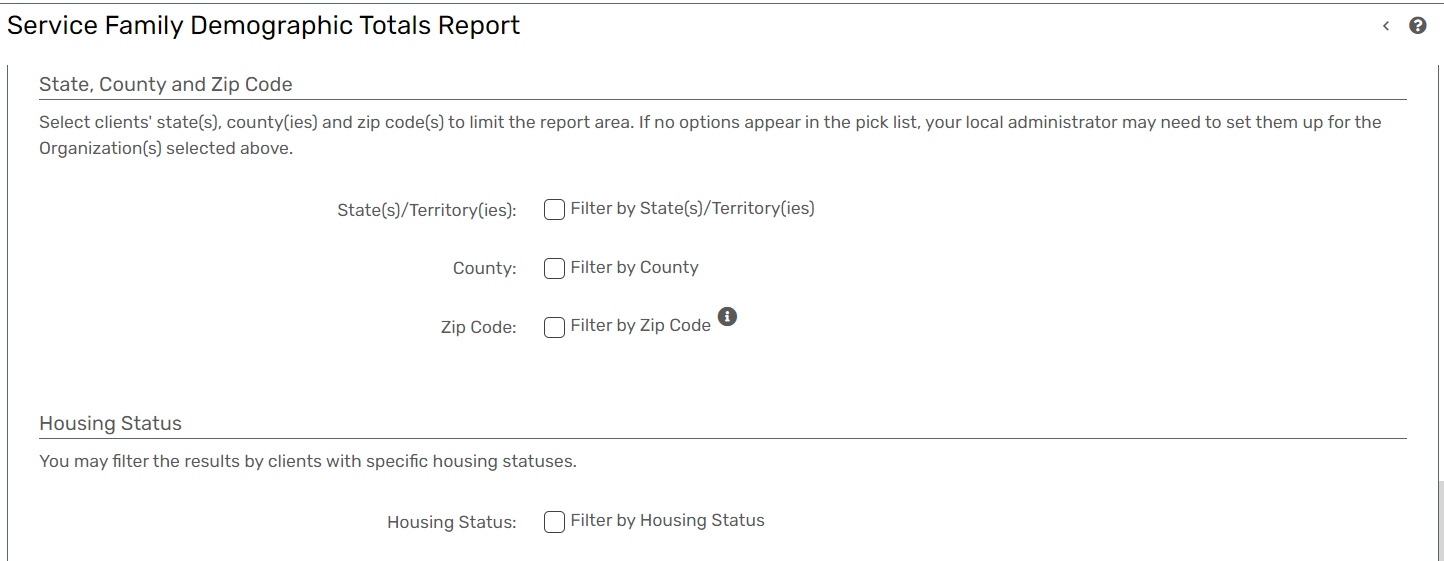 Service Family Demographic Totals Report
State, County and Zip Code
Select clients' state(s), county(ies) and zip code(s) to limit the report area. If no options appear in the pick list, your local administrator may need to set them up for the
Organization(s) selected above.
State(s)/Territory(ies): Filter by State(s)/Territory(ies)
County: Filter by County
Zip Code: Filter by Zip Code
Housing Status
You may filter the results by clients with specific housing statuses.
Housing Status: Filter by Housing Status